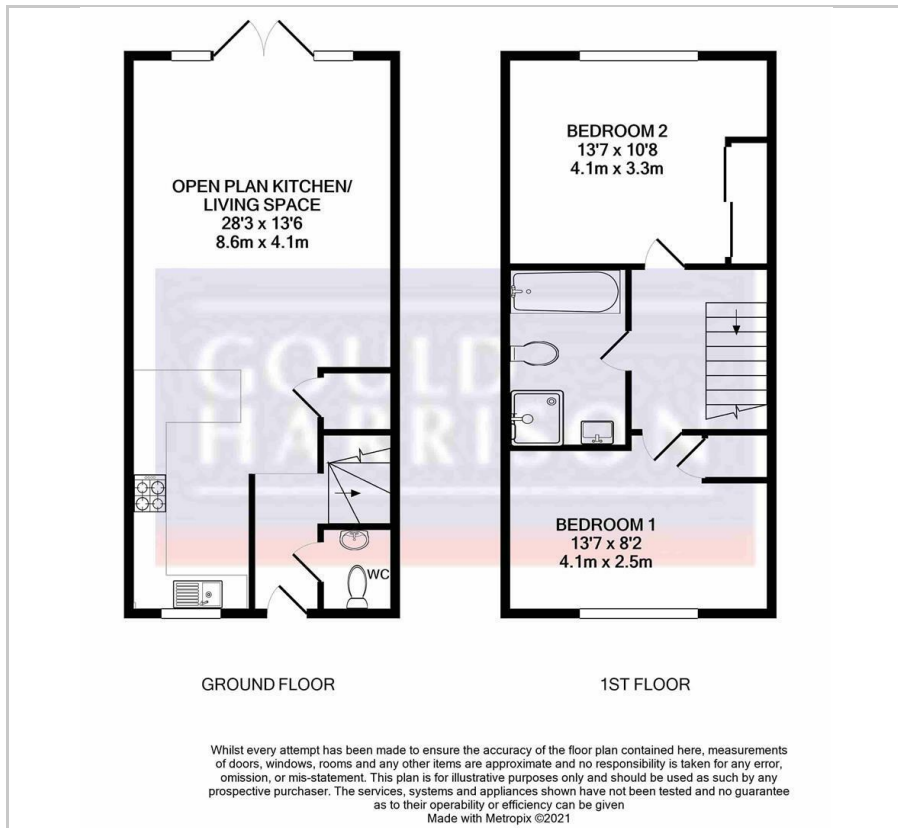 OPEN PLAN KITCHEN/
LIVING SPACE
28'3 x 13'6
8.6m x 4.1m
WC
GROUND FLOOR
BEDROOM 2
13'7 x 10'8
4.1m x 3.3m
BEDROOM 1
13'7 x 8'2
4.1m x 2.5m
1ST FLOOR
GOULD
HARRISON
Whilst every attempt has been made to ensure the accuracy of the floor plan contained here, measurements
of doors, windows, rooms and any other items are approximate and no responsibility is taken for any error,
omission, or mis-statement. This plan is for illustrative purposes only and should be used as such by any
prospective purchaser. The services, systems and appliances shown have not been tested and no guarantee
as to their operability or efficiency can be given
Made with Metropix ©2021